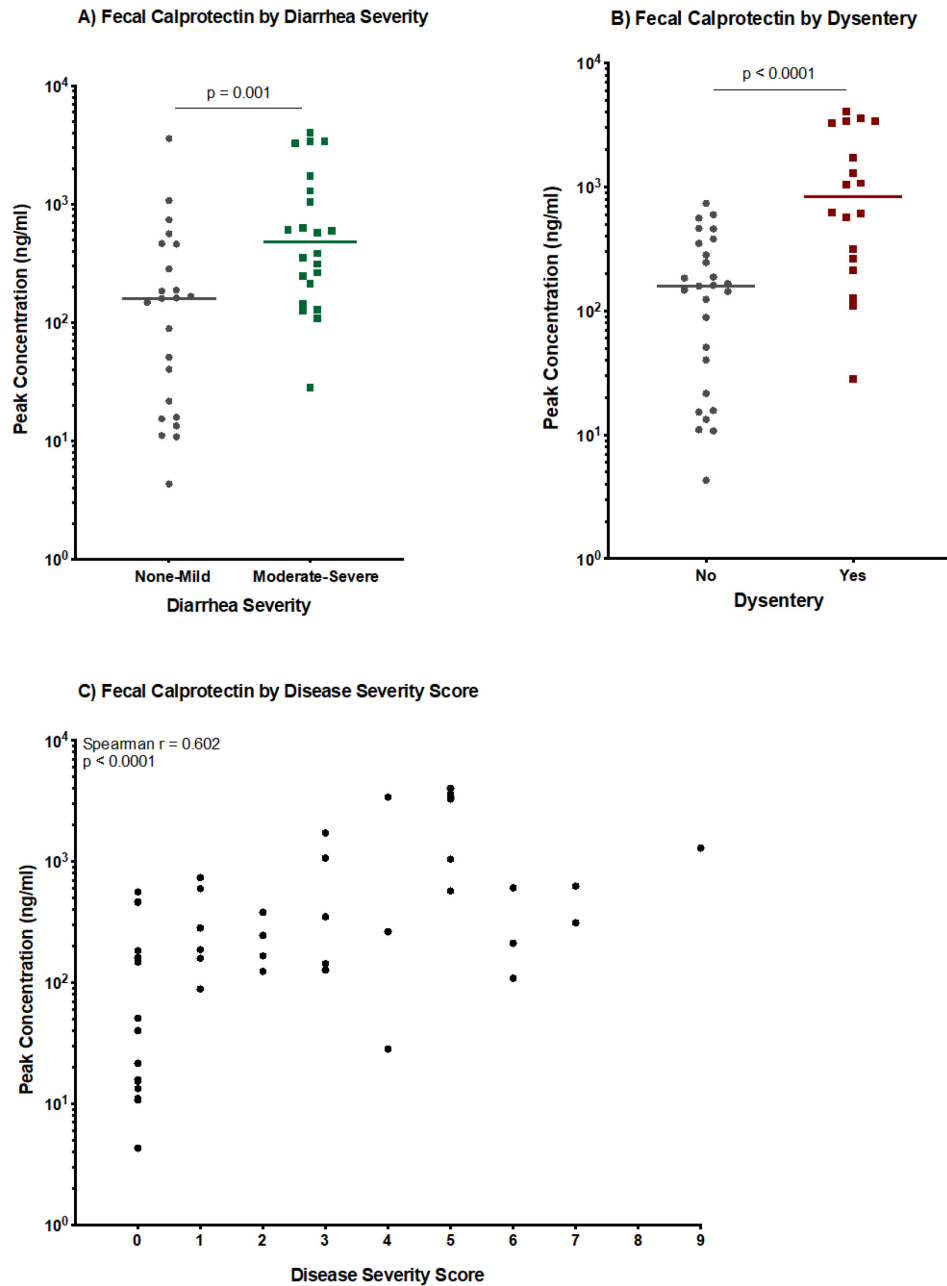 A) Fecal Calprotectin by Diarrhea Severity
p = 0.001
Peak Concentration (ng/ml)
10⁴
10³
10²
10¹
10⁰
None-Mild Moderate-Severe
Diarrhea Severity
B) Fecal Calprotectin by Dysentery
p < 0.0001
Peak Concentration (ng/ml)
10⁴
10³
10²
10¹
10⁰
No Yes
Dysentery
C) Fecal Calprotectin by Disease Severity Score
Spearman r = 0.602
p < 0.0001
Peak Concentration (ng/ml)
10⁴
10³
10²
10¹
10⁰
0 1 2 3 4 5 6 7 8 9
Disease Severity Score